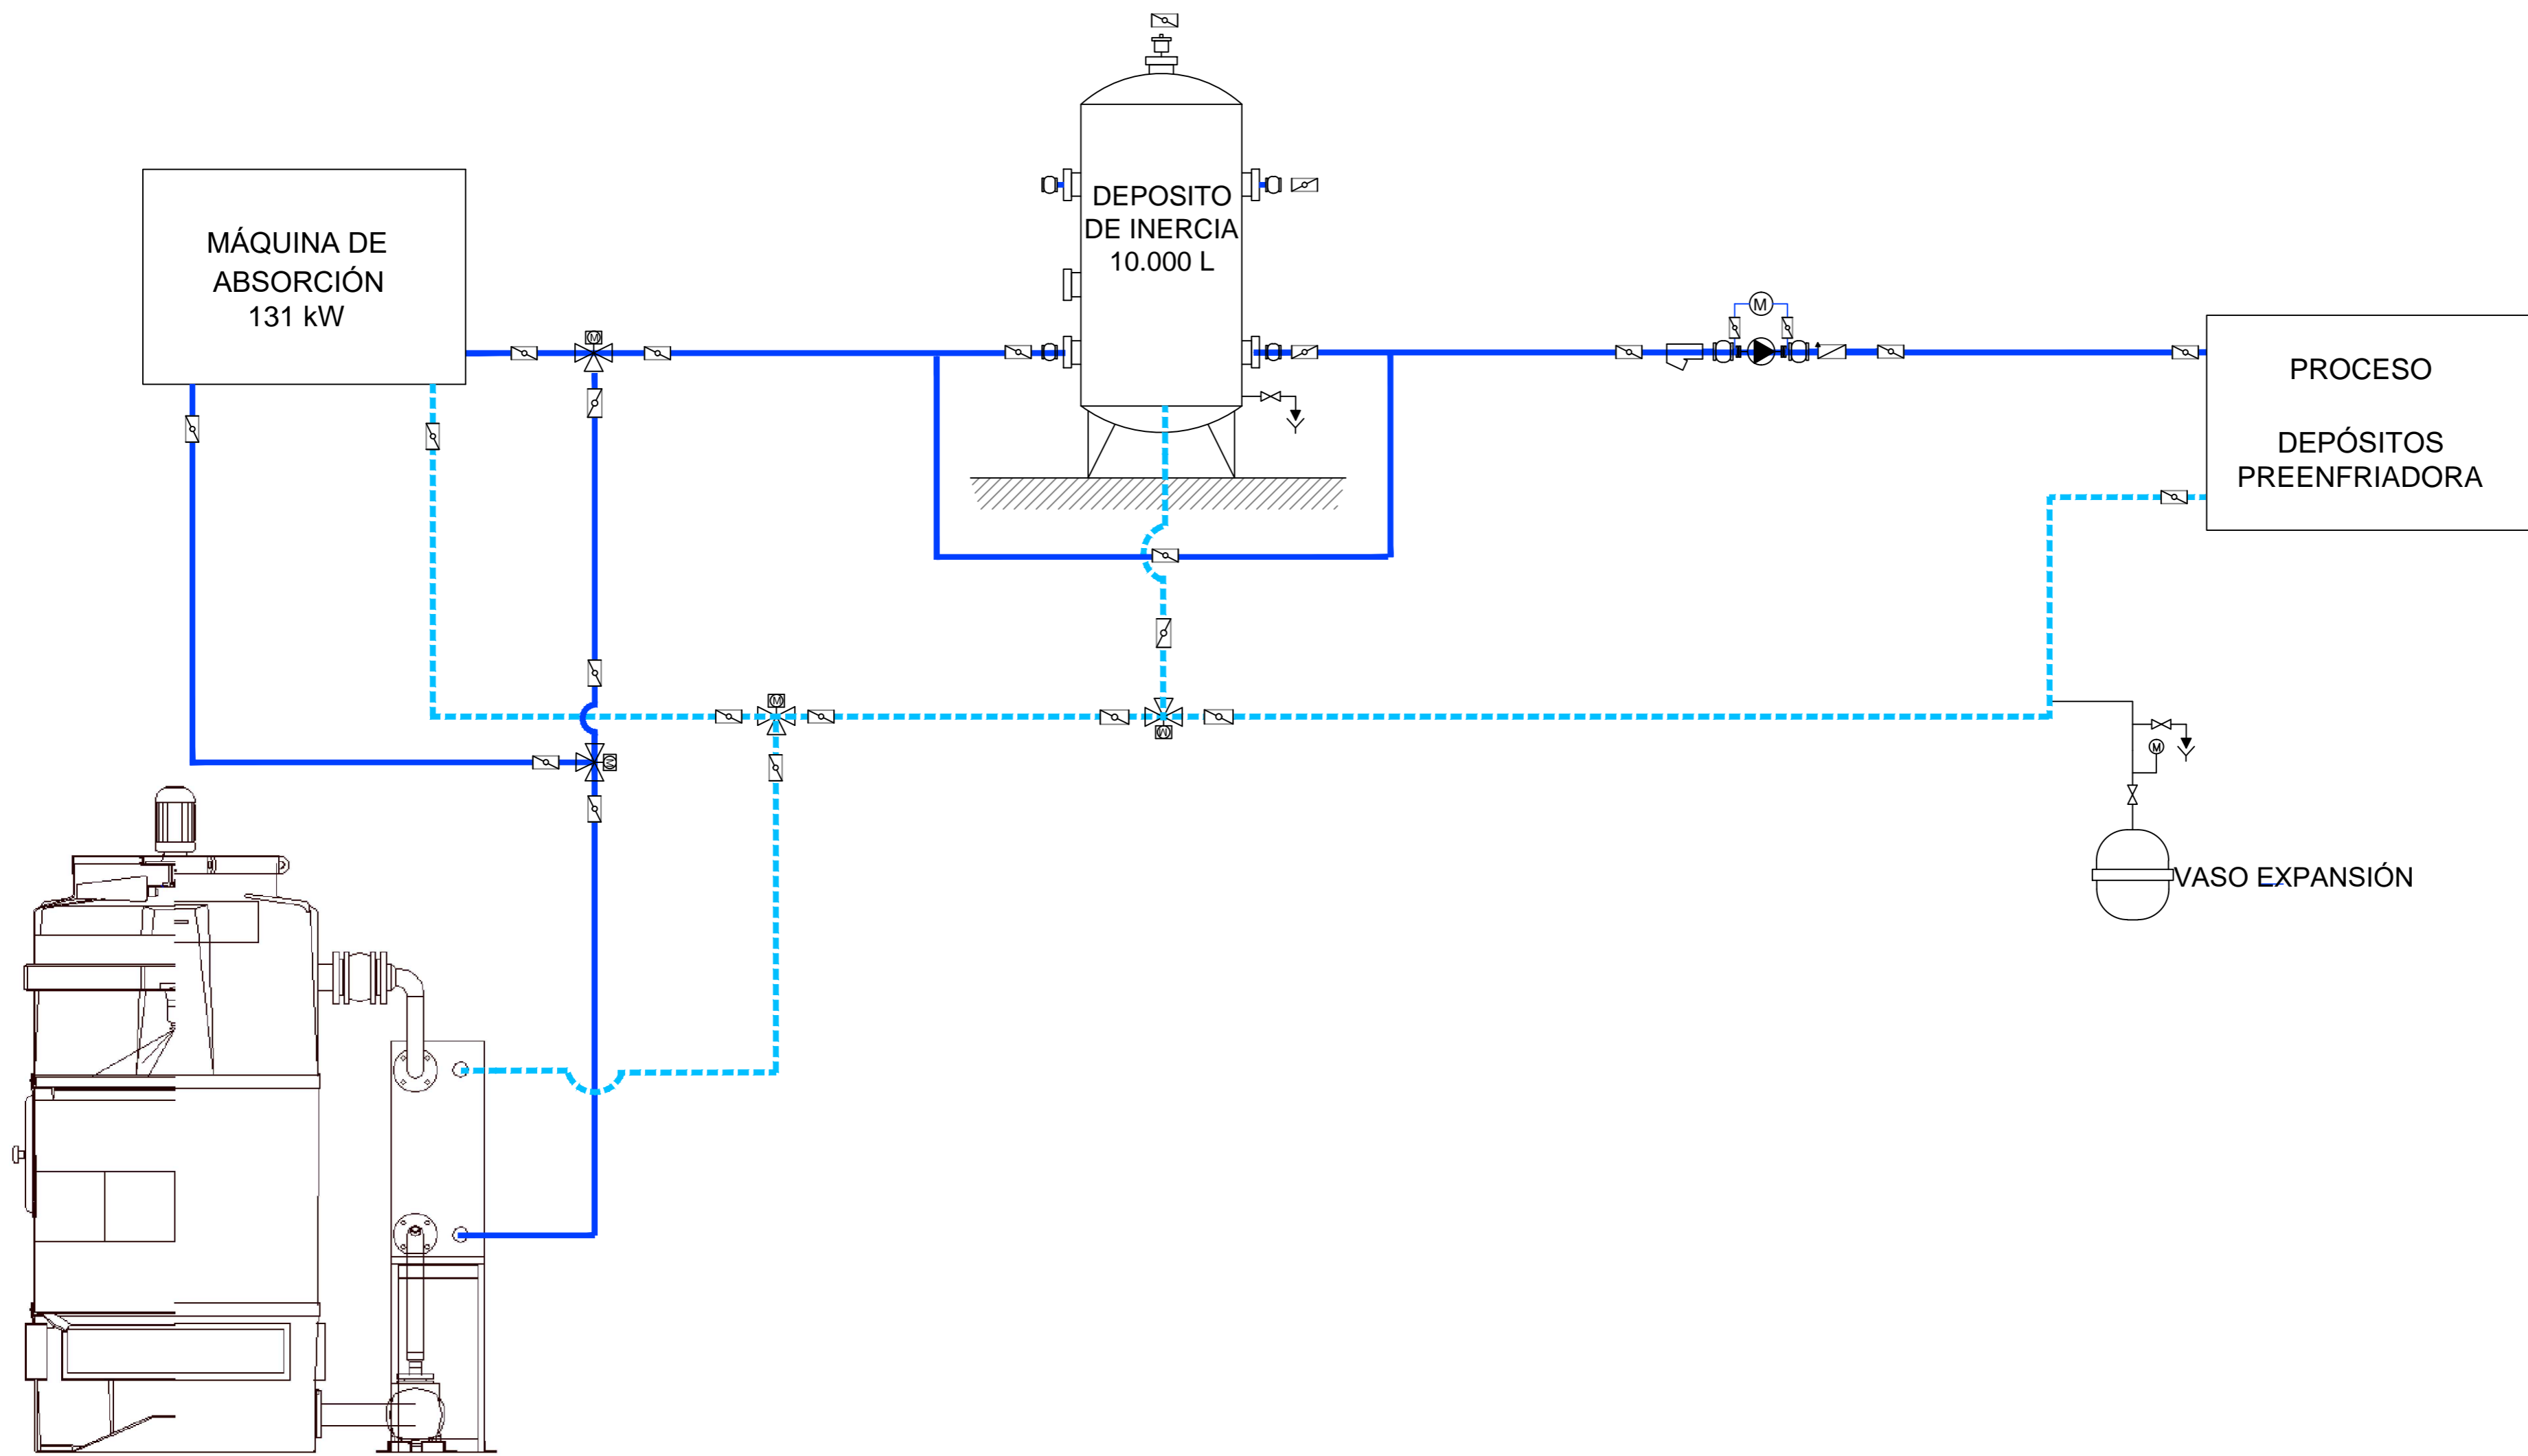 DEPOSITO
DE INERCIA
10.000 L
MÁQUINA DE
ABSORCIÓN
131 kW
M
M
PROCESO
DEPÓSITOS
PREENFRIADORA
M
M
M
M
VASO EXPANSIÓN